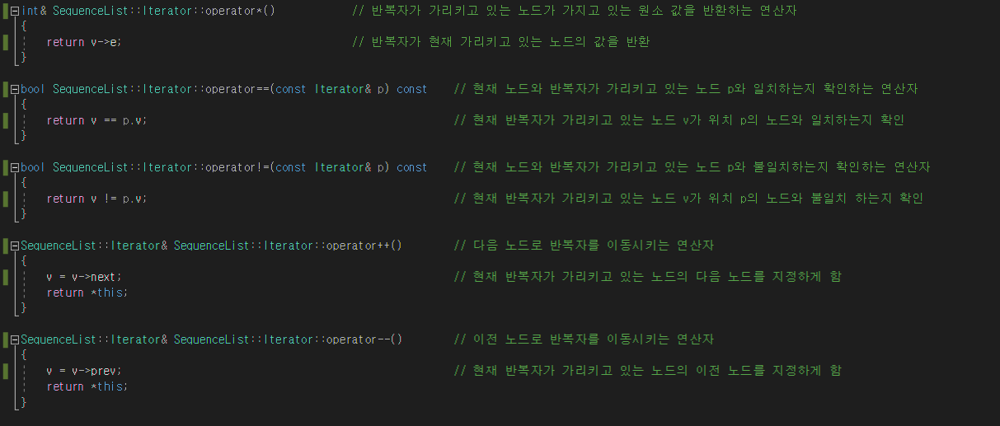 int& SequenceList::Iterator::operator*() // 반복자가 가리키고 있는 노드가 가지고 있는 원소 값을 반환하는 연산자
{
return v->e; // 반복자가 현재 가리키고 있는 노드의 값을 반환
}
bool SequenceList::Iterator::operator==(const Iterator& p) const // 현재 노드와 반복자가 가리키고 있는 노드 p와 일치하는지 확인하는 연산자
{
return v == p.v; // 현재 반복자가 가리키고 있는 노드 v가 위치 p의 노드와 일치하는지 확인
}
bool SequenceList::Iterator::operator!=(const Iterator& p) const // 현재 노드와 반복자가 가리키고 있는 노드 p와 불일치하는지 확인하는 연산자
{
return v != p.v; // 현재 반복자가 가리키고 있는 노드 v가 위치 p의 노드와 불일치 하는지 확인
}
SequenceList::Iterator& SequenceList::Iterator::operator++() // 다음 노드로 반복자를 이동시키는 연산자
{
v = v->next; // 현재 반복자가 가리키고 있는 노드의 다음 노드를 지정하게 함
return *this;
}
SequenceList::Iterator& SequenceList::Iterator::operator--() // 이전 노드로 반복자를 이동시키는 연산자
{
v = v->prev; // 현재 반복자가 가리키고 있는 노드의 이전 노드를 지정하게 함
return *this;
}